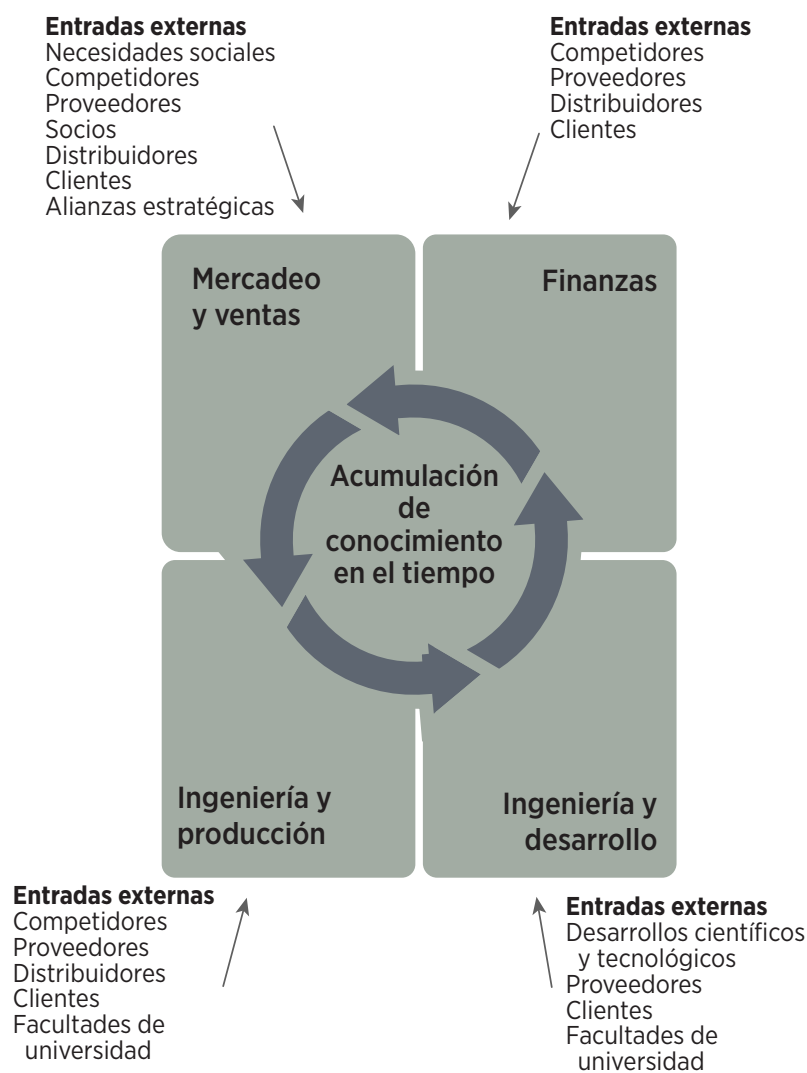 Entradas externas
Necesidades sociales
Competidores
Proveedores
Socios
Distribuidores
Clientes
Alianzas estratégicas
Entradas externas
Competidores
Proveedores
Distribuidores
Clientes
Mercadeo
y ventas
Finanzas
Acumulación
de
conocimiento
en el tiempo
Ingeniería y
producción
Ingeniería y
desarrollo
Entradas externas
Competidores
Proveedores
Distribuidores
Clientes
Facultades de
universidad
Entradas externas
Desarrollos científicos
y tecnológicos
Proveedores
Clientes
Facultades de
universidad